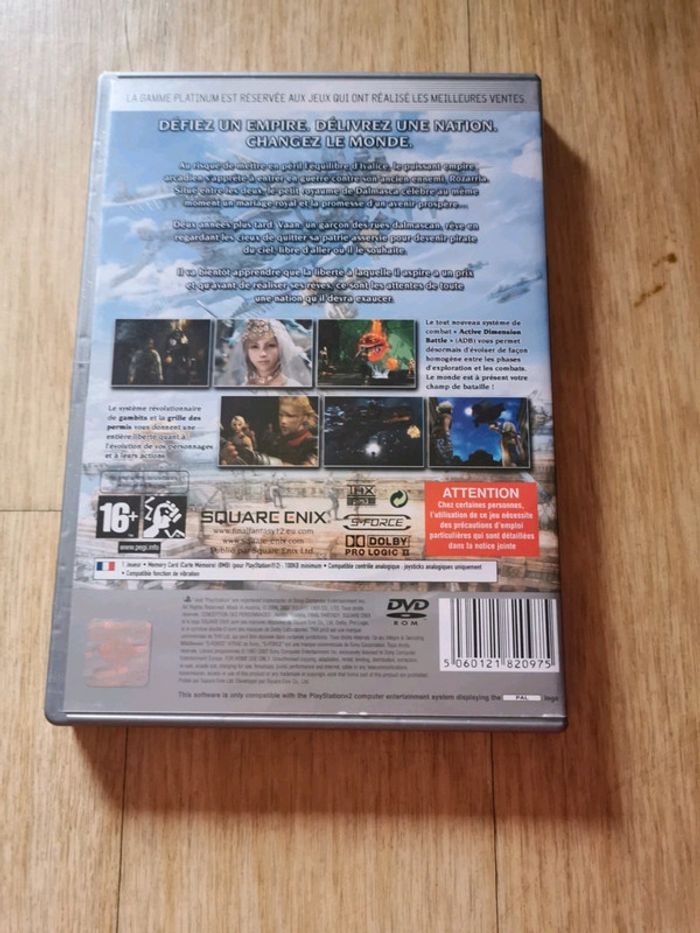 LA GAMME PLATINUM EST RÉSERVÉE AUX JEUX QUI ONT RÉALISÉ LES MEILLEURES VENTES.
DÉFIEZ UN EMPIRE. DÉLIVREZ UNE NATION.
CHANGEZ LE MONDE.
Au risque de mettre en péril l'équilibre d'Ivalice, le puissant empire
arcadien s'apprête à entrer en guerre contre son ancien ennemi, Rozarria.
Situé entre les deux, le petit royaume de Dalmasca célèbre au même
moment un mariage royal et la promesse d'un avenir prospère...
Deux années plus tard Vaan, un garçon des rues dalmascan, rêve en
regardant les cieux de quitter sa patrie asservie pour devenir pirate
du ciel, libre d'aller où il le souhaite.
Il va bientôt apprendre que la liberté à laquelle il aspire a un prix
et qu'avant de réaliser ses rêves, ce sont les attentes de toute
une nation qu'il devra exaucer.
Le tout nouveau système de
combat « Active Dimension
Battle » (ADB) vous permet
désormais d'évoluer de façon
homogène entre les phases
d'exploration et les combats.
Le monde est à présent votre
champ de bataille !
Le système révolutionnaire
de gambits et la grille des
permis vous donnent une
entière liberté quant à
l'évolution de vos personnages
et à leurs actions.
16+
www.pegi.info
SQUARE ENIX
www.finalfantasy12-eu.com
www.square-enix.com
Publié par Square Enix Ltd.
THX
S-FORCE
DOLBY
PRO LOGIC II
ATTENTION
Chez certaines personnes,
l'utilisation de ce jeu nécessite
des précautions d'emploi
particulières qui sont détaillées
dans la notice jointe
1 Joueur • Memory Card (Carte Mémoire) (8MB) (pour PlayStation®2) : 100KB minimum • Compatible contrôle analogique : joysticks analogiques uniquement
• Compatible fonction de vibration
DVD
ROM
5 060121 820975
This software is only compatible with the PlayStation2 computer entertainment system displaying the PAL logo